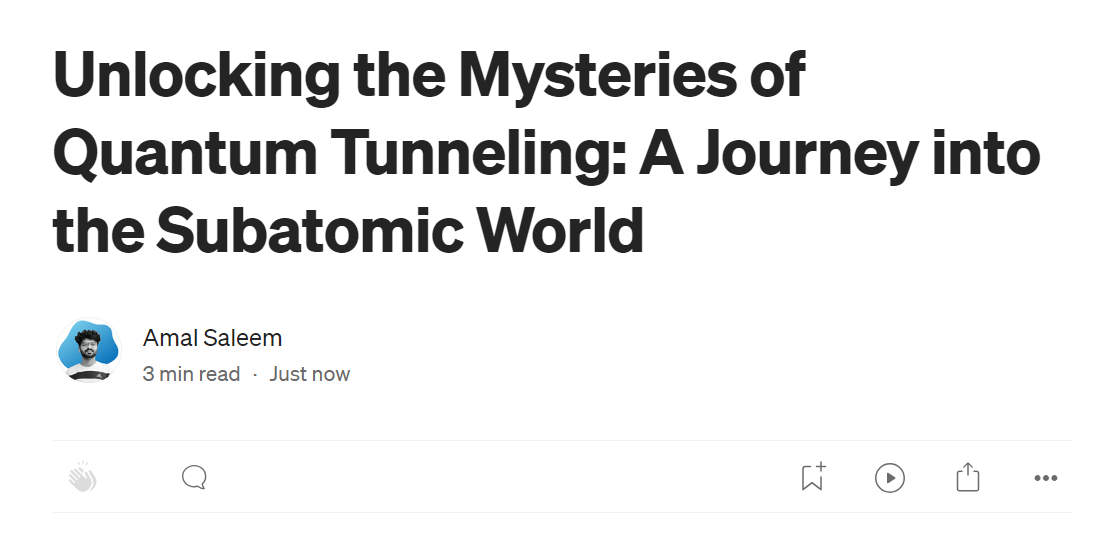 Unlocking the Mysteries of
Quantum Tunneling: A Journey into
the Subatomic World
Amal Saleem
3 min read · Just now